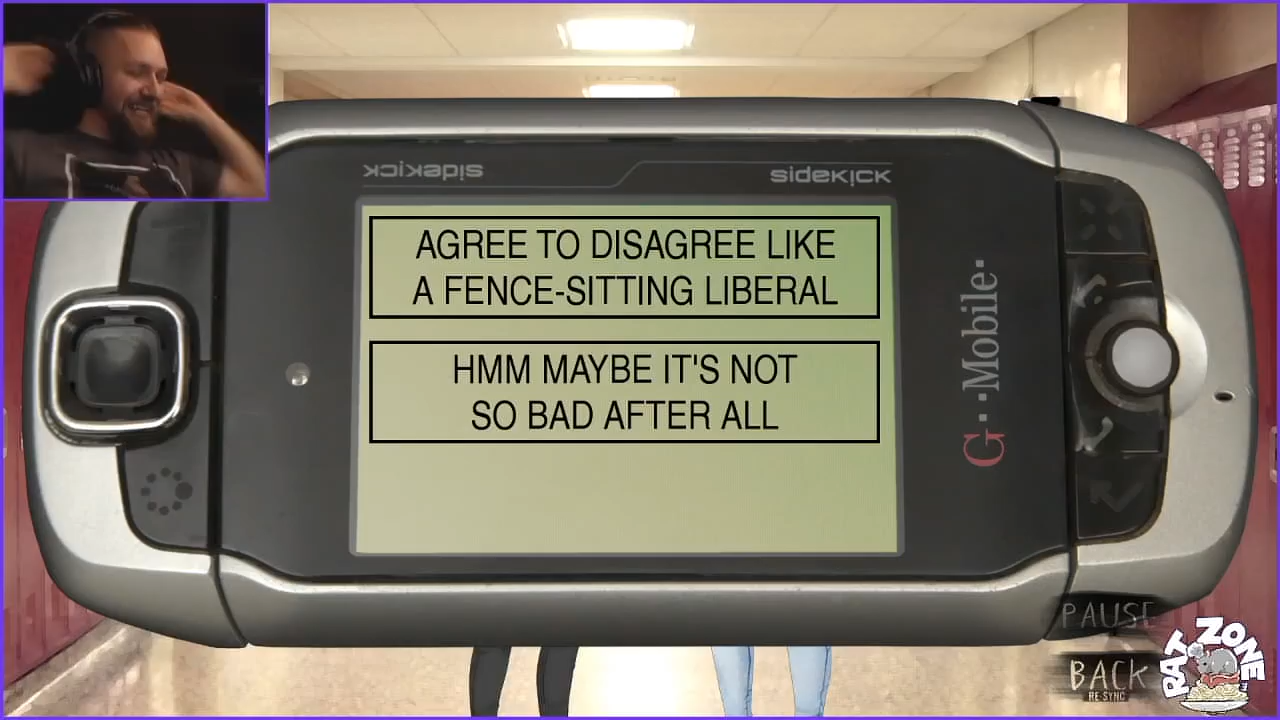 sidekick
sidekick
AGREE TO DISAGREE LIKE
A FENCE-SITTING LIBERAL
HMM MAYBE IT'S NOT
SO BAD AFTER ALL
G··Mobile·
PAUSE
BACK
RE-SYNC
RAT ZONE